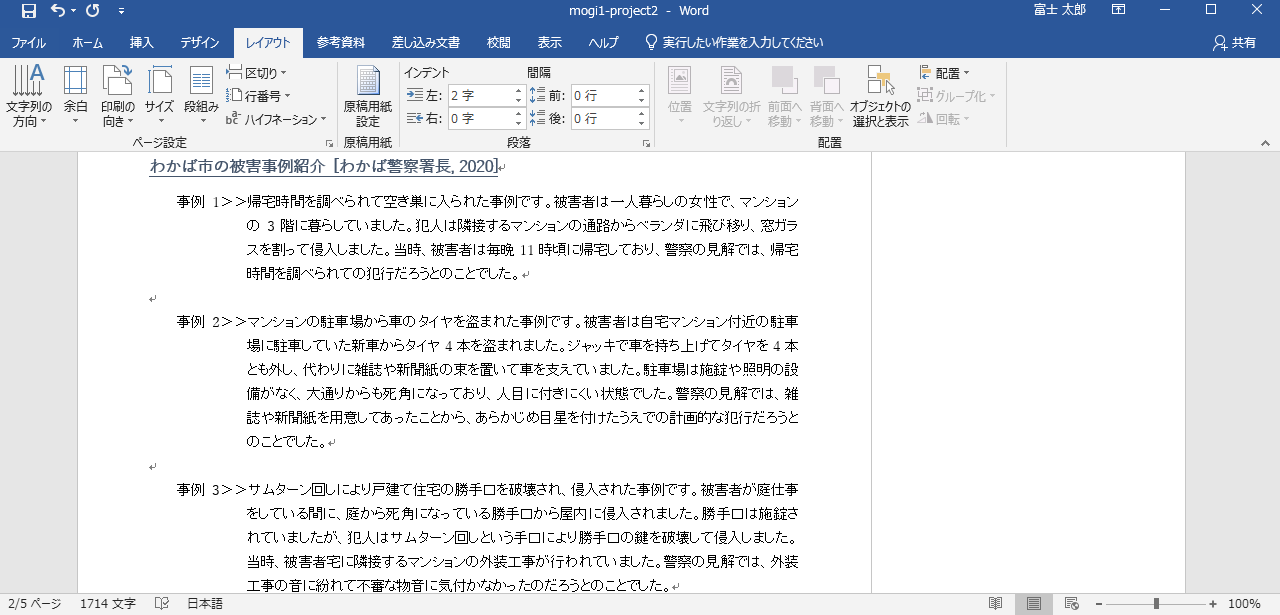 mogi1-project2 - Word
富士 太郎
ファイル ホーム 挿入 デザイン レイアウト 参考資料 差し込み文書 校閲 表示 ヘルプ 実行したい作業を入力してください 共有
文字列の方向 余白 印刷の向き サイズ 段組み
区切り
行番号
ハイフネーション
ページ設定
原稿用紙設定
原稿用紙
インデント 間隔
左: 2 字 前: 0 行
右: 0 字 後: 0 行
段落
位置 文字列の折り返し 前面へ移動 背面へ移動 オブジェクトの選択と表示
配置
グループ化
回転
配置
わかば市の被害事例紹介 [わかば警察署長, 2020]
事例 1>>帰宅時間を調べられて空き巣に入られた事例です。被害者は一人暮らしの女性で、マンション
の 3 階に暮らしていました。犯人は隣接するマンションの通路からベランダに飛び移り、窓ガラ
スを割って侵入しました。当時、被害者は毎晩 11 時頃に帰宅しており、警察の見解では、帰宅
時間を調べられての犯行だろうとのことでした。
事例 2>>マンションの駐車場から車のタイヤを盗まれた事例です。被害者は自宅マンション付近の駐車
場に駐車していた新車からタイヤ 4 本を盗まれました。ジャッキで車を持ち上げてタイヤを 4 本
とも外し、代わりに雑誌や新聞紙の束を置いて車を支えていました。駐車場は施錠や照明の設
備がなく、大通りからも死角になっており、人目に付きにくい状態でした。警察の見解では、雑
誌や新聞紙を用意してあったことから、あらかじめ目星を付けたうえでの計画的な犯行だろうと
のことでした。
事例 3>>サムターン回しにより戸建て住宅の勝手口を破壊され、侵入された事例です。被害者が庭仕事
をしている間に、庭から死角になっている勝手口から屋内に侵入されました。勝手口は施錠さ
れていましたが、犯人はサムターン回しという手口により勝手口の鍵を破壊して侵入しました。
当時、被害者宅に隣接するマンションの外装工事が行われていました。警察の見解では、外装
工事の音に紛れて不審な物音に気付かなかったのだろうとのことでした。
2/5 ページ 1714 文字 日本語 100%